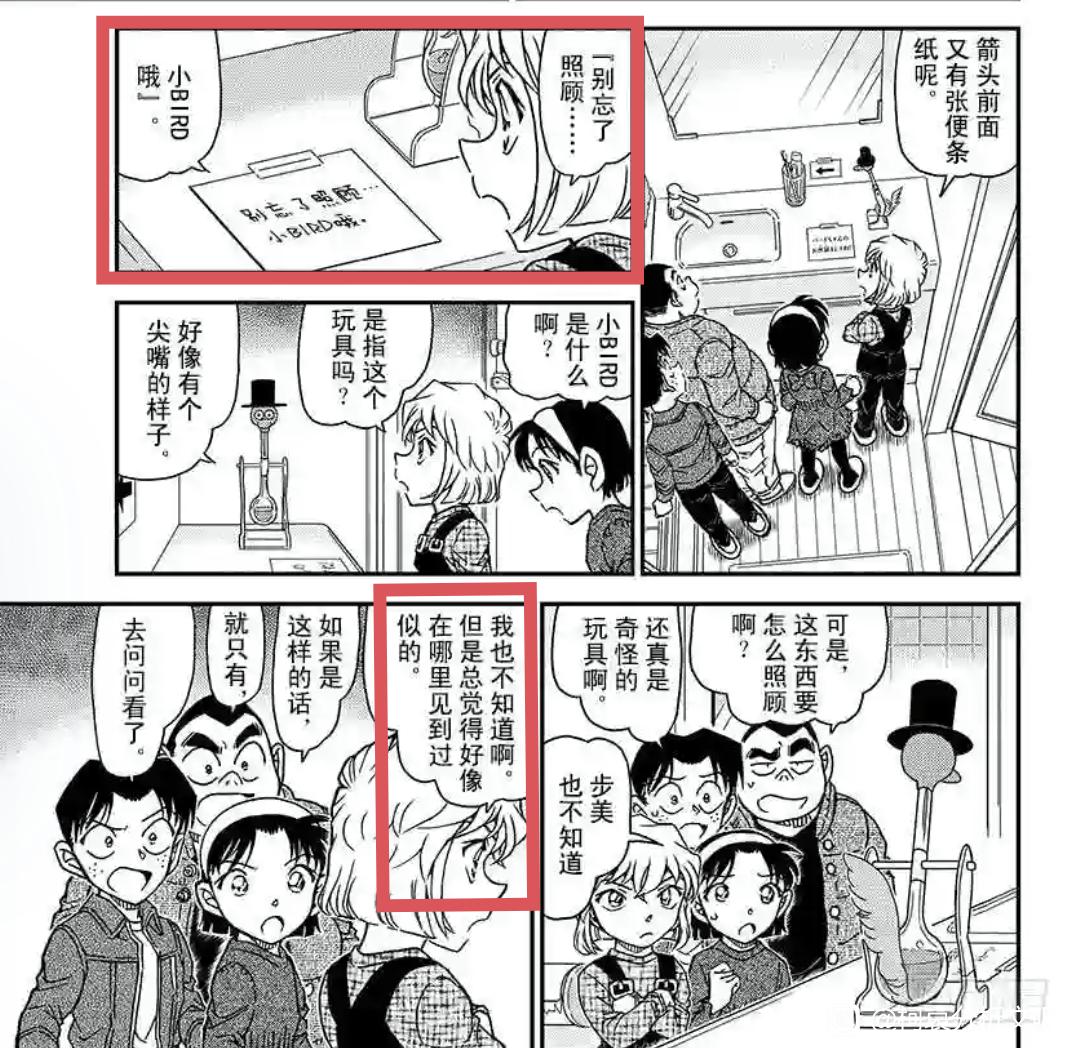 箭头前面
又有张便条
纸呢。
『别忘了
照顾……
别忘了照顾…
小BIRD哦。
小BIRD
哦』。
小BIRD
是什么
啊？
是指这个
玩具吗？
好像有个
尖嘴的样子。
可是，
这东西要
怎么照顾
啊？
还真是
奇怪的
玩具啊。
步美
也不知道
我也不知道啊。
但是总觉得好像
在哪里见到过
似的。
如果是
这样的话，
就只有，
去问问看了。